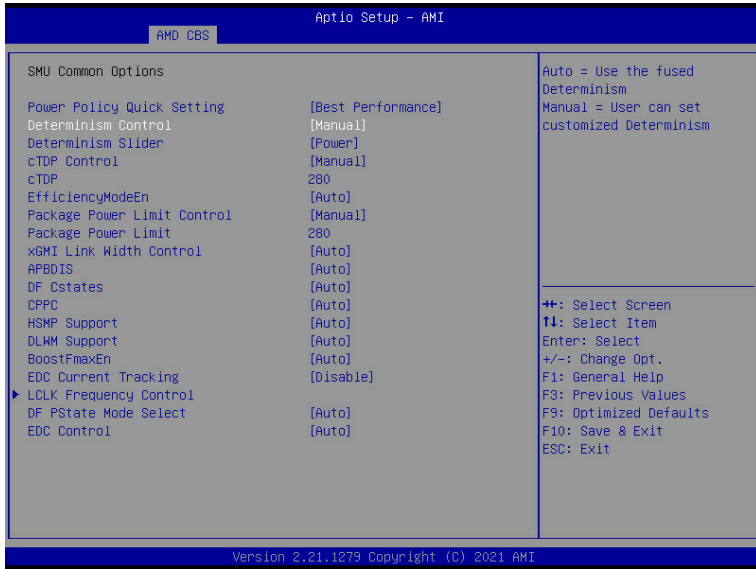 Aptio Setup – AMI
AMD CBS
SMU Common Options
Power Policy Quick Setting [Best Performance]
Determinism Control [Manual]
Determinism Slider [Power]
cTDP Control [Manual]
cTDP 280
EfficiencyModeEn [Auto]
Package Power Limit Control [Manual]
Package Power Limit 280
xGMI Link Width Control [Auto]
APBDIS [Auto]
DF Cstates [Auto]
CPPC [Auto]
HSMP Support [Auto]
DLWM Support [Auto]
BoostFmaxEn [Auto]
EDC Current Tracking [Disable]
LCLK Frequency Control
DF PState Mode Select [Auto]
EDC Control [Auto]
Auto = Use the fused
Determinism
Manual = User can set
customized Determinism
→←: Select Screen
↑↓: Select Item
Enter: Select
+/-: Change Opt.
F1: General Help
F3: Previous Values
F9: Optimized Defaults
F10: Save & Exit
ESC: Exit
Version 2.21.1279 Copyright (C) 2021 AMI